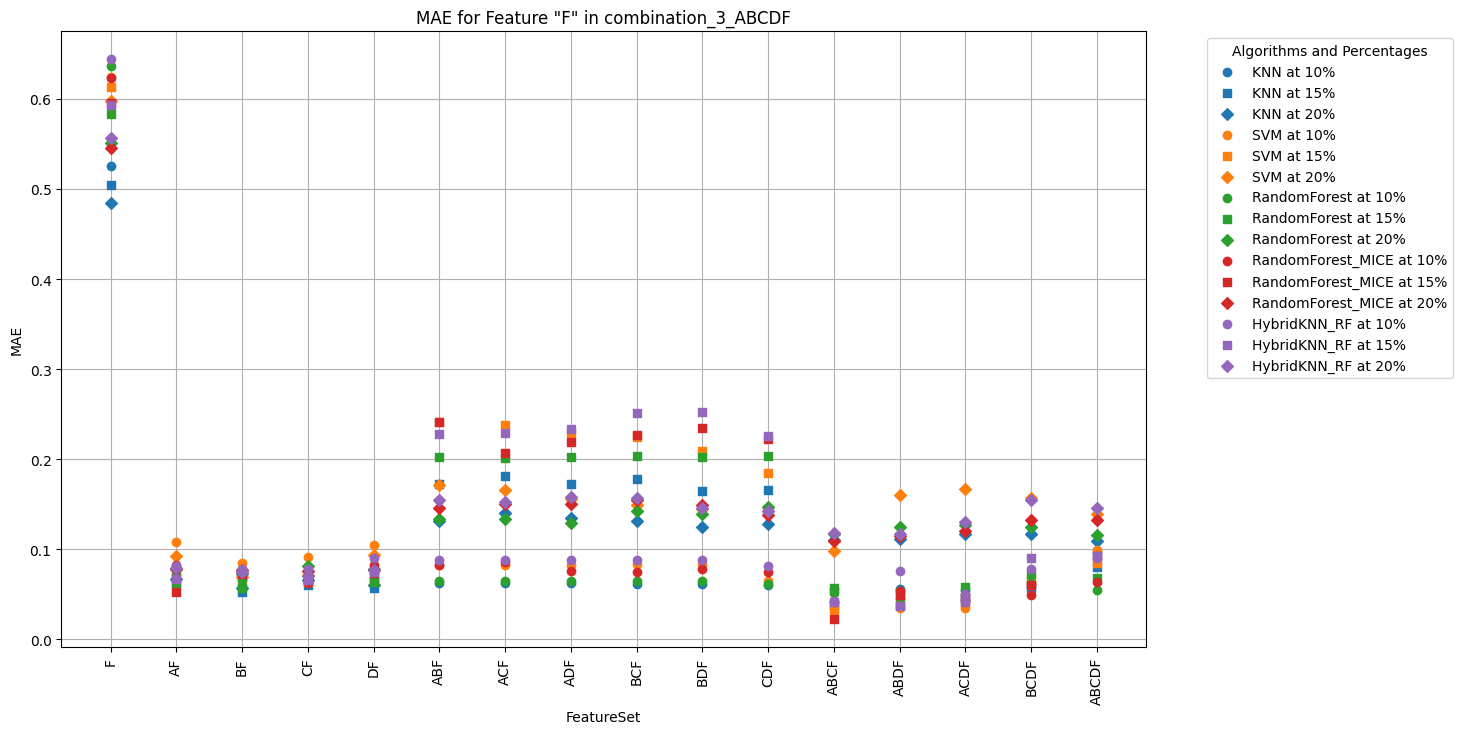 MAE for Feature "F" in combination_3_ABCDF
MAE
0.6
0.5
0.4
0.3
0.2
0.1
0.0
F
AF
BF
CF
DF
ABF
ACF
ADF
BCF
BDF
CDF
ABCF
ABDF
ACDF
BCDF
ABCDF
FeatureSet
Algorithms and Percentages
KNN at 10%
KNN at 15%
KNN at 20%
SVM at 10%
SVM at 15%
SVM at 20%
RandomForest at 10%
RandomForest at 15%
RandomForest at 20%
RandomForest_MICE at 10%
RandomForest_MICE at 15%
RandomForest_MICE at 20%
HybridKNN_RF at 10%
HybridKNN_RF at 15%
HybridKNN_RF at 20%